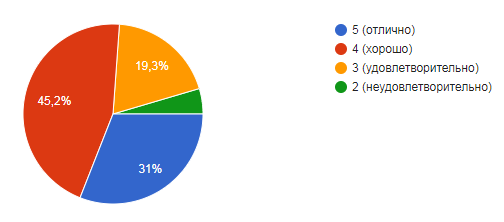 5 (отлично)
4 (хорошо)
3 (удовлетворительно)
2 (неудовлетворительно)
19,3%
45,2%
31%